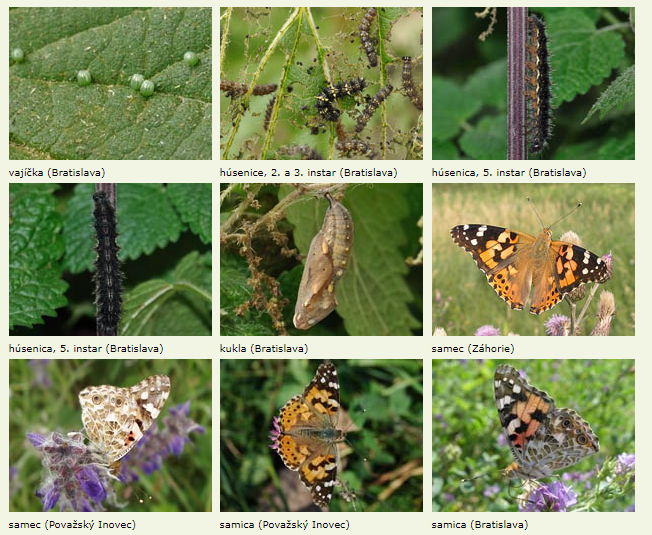 vajíčka (Bratislava)
húsenice, 2. a 3. instar (Bratislava)
húsenica, 5. instar (Bratislava)
húsenica, 5. instar (Bratislava)
kukla (Bratislava)
samec (Záhorie)
samec (Považský Inovec)
samica (Považský Inovec)
samica (Bratislava)